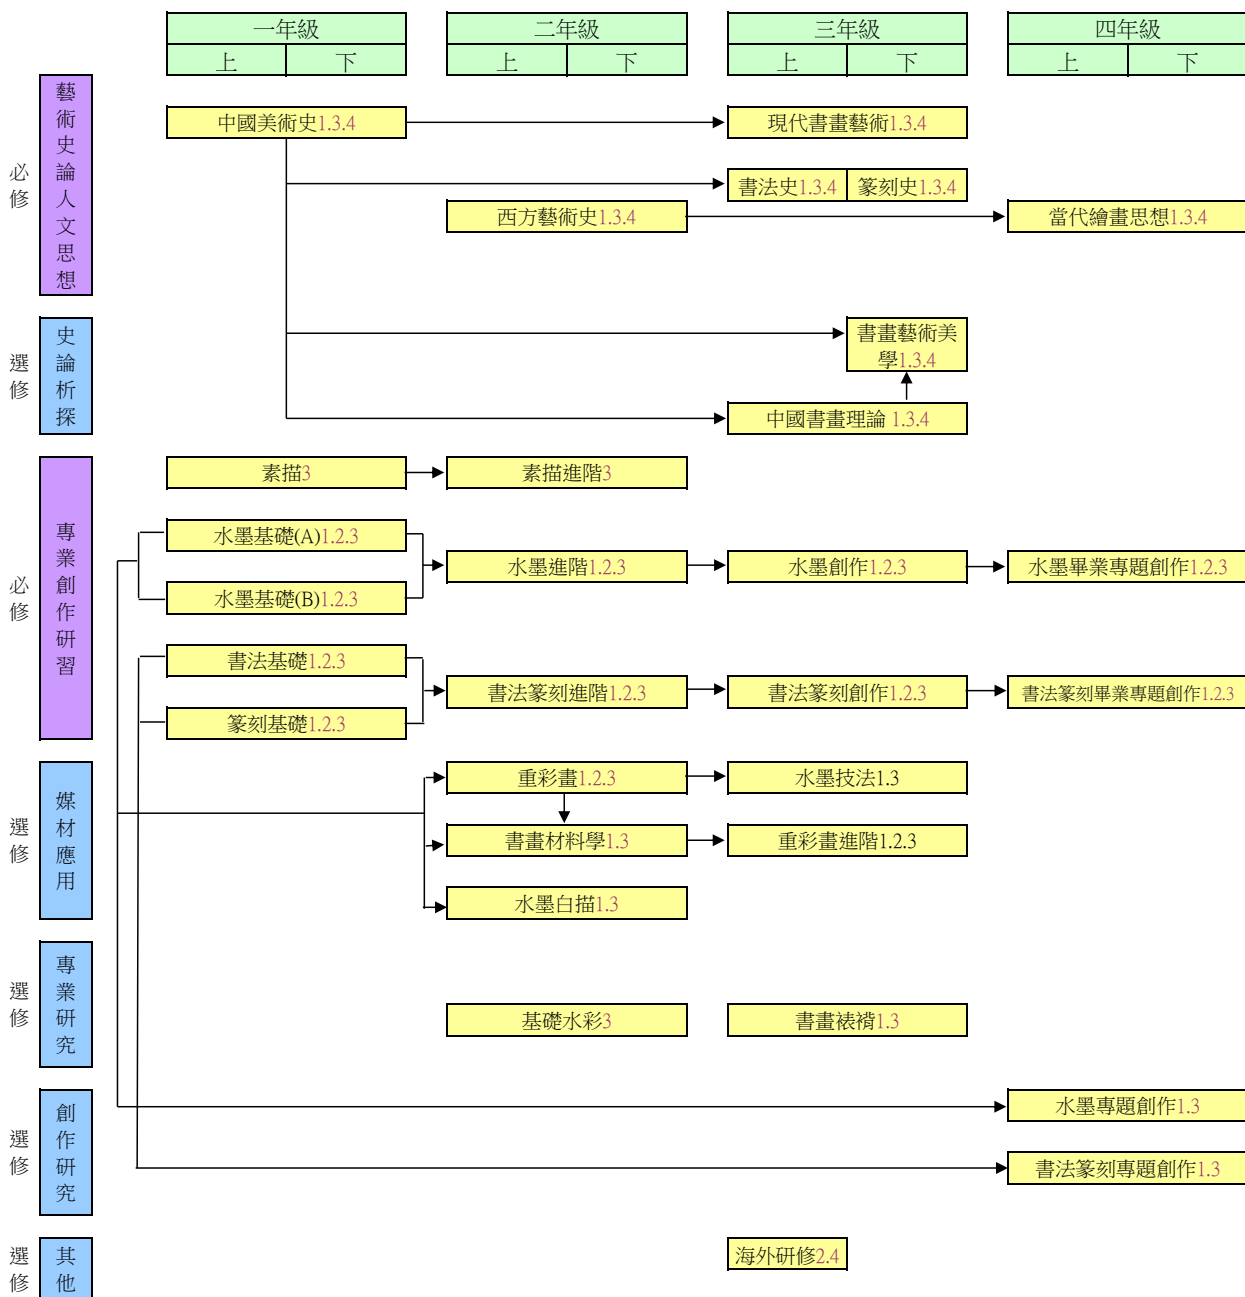 一年級 二年級 三年級 四年級
上 下 上 下 上 下 上 下
必修
藝術史論人文思想
中國美術史1.3.4
現代書畫藝術1.3.4
書法史1.3.4
篆刻史1.3.4
西方藝術史1.3.4
當代繪畫思想1.3.4
選修
史論析探
書畫藝術美
學1.3.4
中國書畫理論 1.3.4
必修
專業創作研習
素描3
素描進階3
水墨基礎(A)1.2.3
水墨基礎(B)1.2.3
水墨進階1.2.3
水墨創作1.2.3
水墨畢業專題創作1.2.3
書法基礎1.2.3
篆刻基礎1.2.3
書法篆刻進階1.2.3
書法篆刻創作1.2.3
書法篆刻畢業專題創作1.2.3
選修
媒材應用
重彩畫1.2.3
水墨技法1.3
書畫材料學1.3
重彩畫進階1.2.3
水墨白描1.3
選修
專業研究
基礎水彩3
書畫裱褙1.3
選修
創作研究
水墨專題創作1.3
書法篆刻專題創作1.3
選修
其他
海外研修2.4